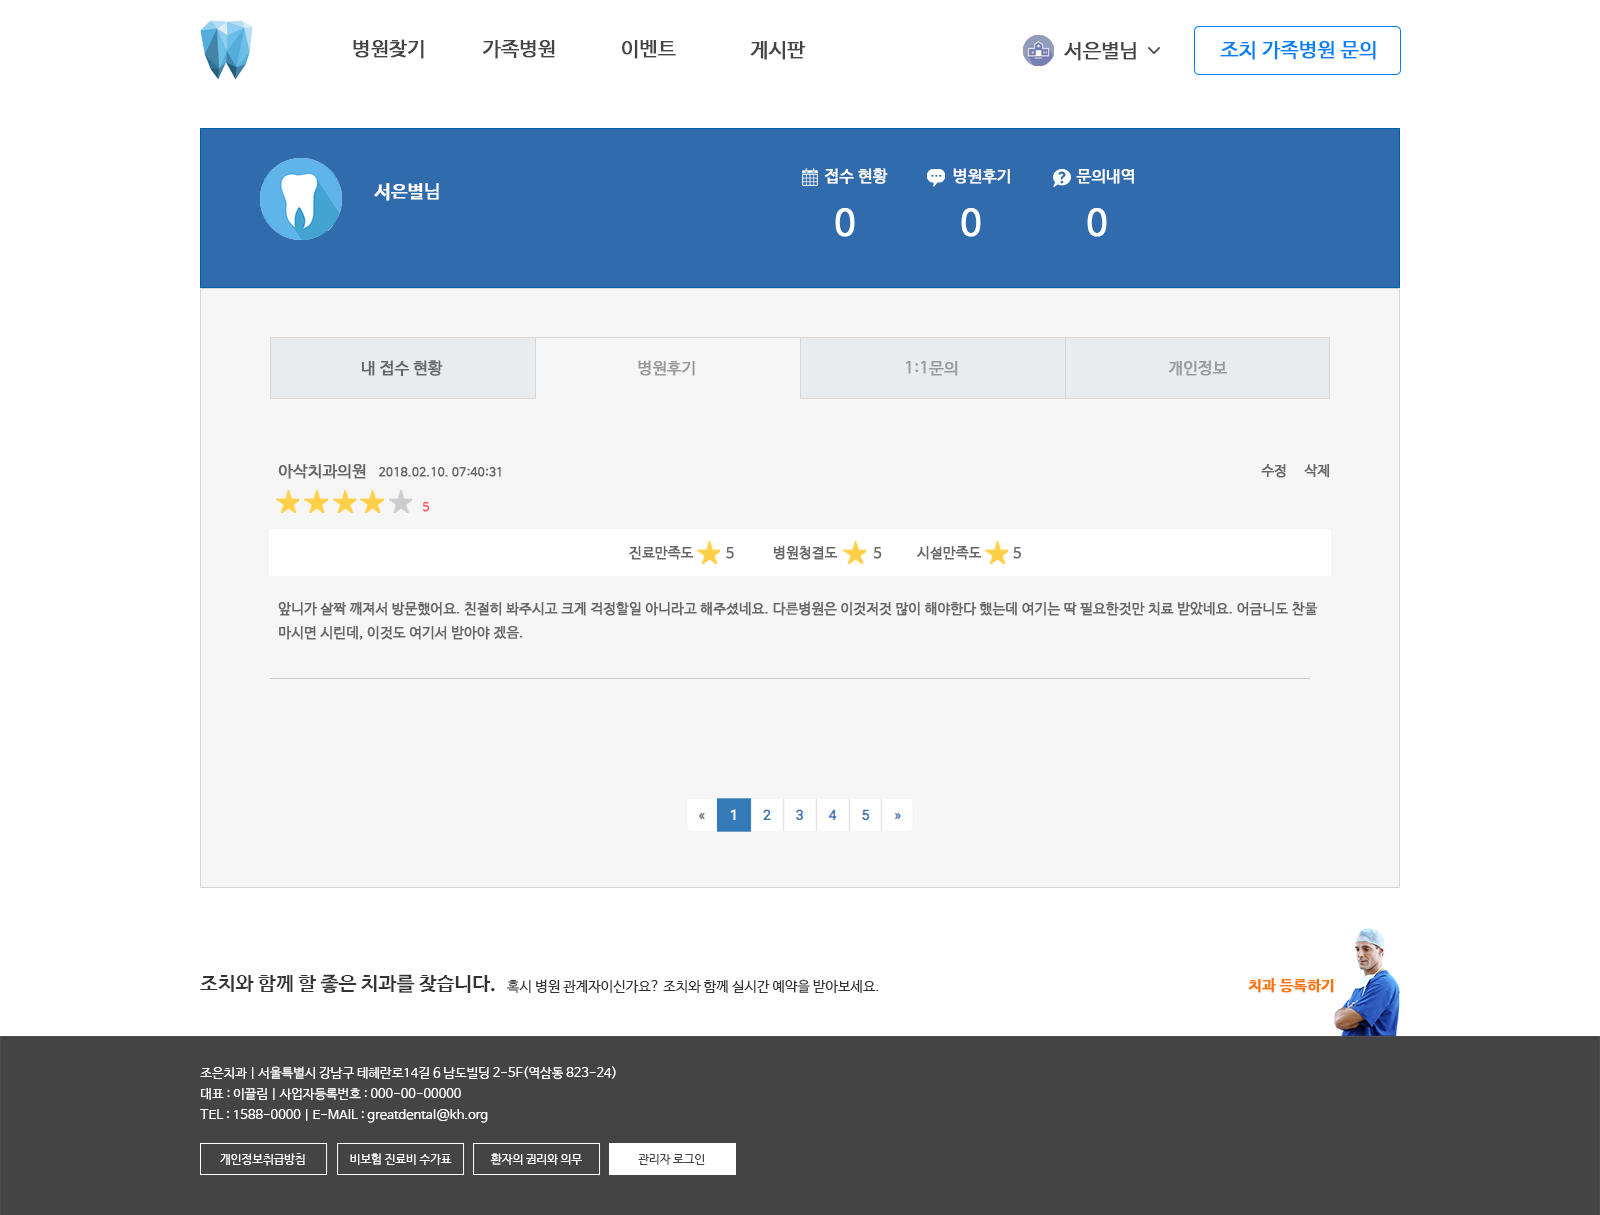 병원찾기 가족병원 이벤트 게시판 서은별님 조치 가족병원 문의
서은별님
접수 현황 병원후기 문의내역
0 0 0
내 접수 현황 병원후기 1:1문의 개인정보
아삭치과의원 2018.02.10. 07:40:31 수정 삭제
5
진료만족도 5 병원청결도 5 시설만족도 5
앞니가 살짝 깨져서 방문했어요. 친절히 봐주시고 크게 걱정할일 아니라고 해주셨네요. 다른병원은 이것저것 많이 해야한다 했는데 여기는 딱 필요한것만 치료 받았네요. 어금니도 찬물
마시면 시린데, 이것도 여기서 받아야 겠음.
« 1 2 3 4 5 »
조치와 함께 할 좋은 치과를 찾습니다. 혹시 병원 관계자이신가요? 조치와 함께 실시간 예약을 받아보세요. 치과 등록하기
조은치과 | 서울특별시 강남구 테헤란로14길 6 남도빌딩 2-5F(역삼동 823-24)
대표 : 이끌림 | 사업자등록번호 : 000-00-00000
TEL : 1588-0000 | E-MAIL : greatdental@kh.org
개인정보취급방침 비보험 진료비 수가표 환자의 권리와 의무 관리자 로그인